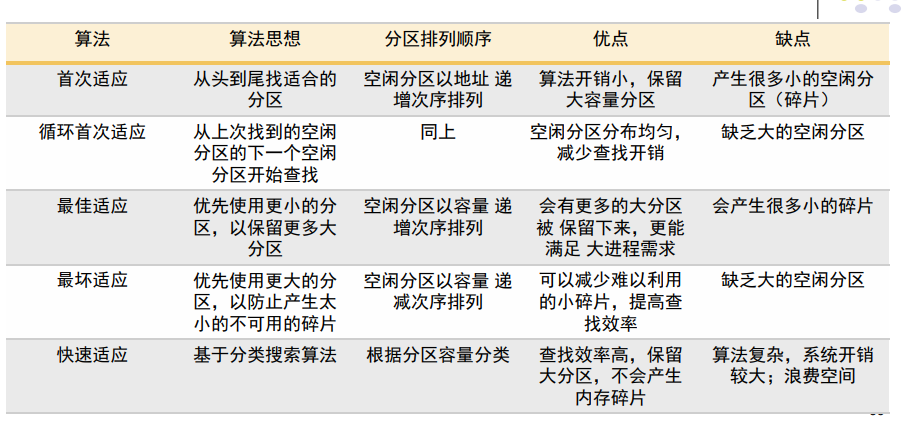 算法 算法思想 分区排列顺序 优点 缺点
首次适应 从头到尾找适合的 空闲分区以地址 递 算法开销小，保留 产生很多小的空闲分
分区 增次序排列 大容量分区 区（碎片）
循环首次适应 从上次找到的空闲 同上 空闲分区分布均匀， 缺乏大的空闲分区
分区的下一个空闲 减少查找开销
分区开始查找
最佳适应 优先使用更小的分 空闲分区以容量 递 会有更多的大分区 会产生很多小的碎片
区，以保留更多大 增次序排列 被 保留下来，更能
分区 满足 大进程需求
最坏适应 优先使用更大的分 空闲分区以容量 递 可以减少难以利用 缺乏大的空闲分区
区，以防止产生太 减次序排列 的小碎片，提高查
小的不可用的碎片 找效率
快速适应 基于分类搜索算法 根据分区容量分类 查找效率高，保留 算法复杂，系统开销
大分区，不会产生 较大；浪费空间
内存碎片